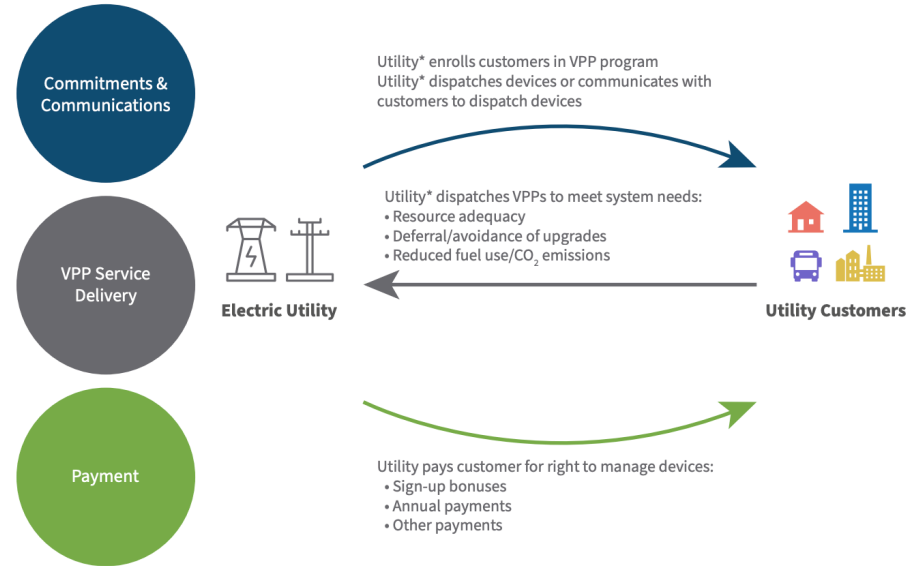 Commitments &
Communications
Utility* enrolls customers in VPP program
Utility* dispatches devices or communicates with
customers to dispatch devices
VPP Service
Delivery
Electric Utility
Utility* dispatches VPPs to meet system needs:
• Resource adequacy
• Deferral/avoidance of upgrades
• Reduced fuel use/CO₂ emissions
Utility Customers
Payment
Utility pays customer for right to manage devices:
• Sign-up bonuses
• Annual payments
• Other payments